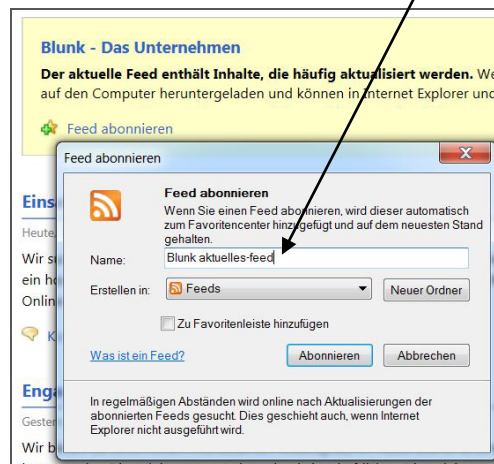 Blunk - Das Unternehmen
Der aktuelle Feed enthält Inhalte, die häufig aktualisiert werden. We
auf den Computer heruntergeladen und können in Internet Explorer und
Feed abonnieren
Feed abonnieren
Feed abonnieren
Wenn Sie einen Feed abonnieren, wird dieser automatisch
zum Favoritencenter hinzugefügt und auf dem neuesten Stand
gehalten.
Name: Blunk aktuelles-feed
Erstellen in: Feeds Neuer Ordner
Zu Favoritenleiste hinzufügen
Was ist ein Feed? Abonnieren Abbrechen
In regelmäßigen Abständen wird online nach Aktualisierungen der
abonnierten Feeds gesucht. Dies geschieht auch, wenn Internet
Explorer nicht ausgeführt wird.
Eins
Heute,
Wir s
ein ho
Onlin
K
Enga
Gester
Wir b